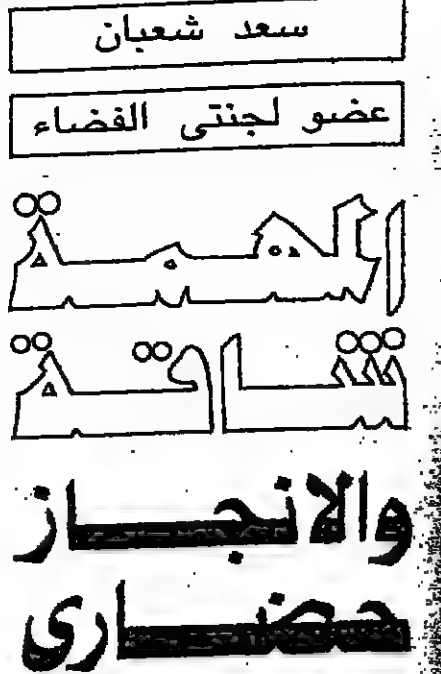 سعد شعبان
عضو لجنتى الفضاء
المهمة
شاقة
والانجاز
حضارى